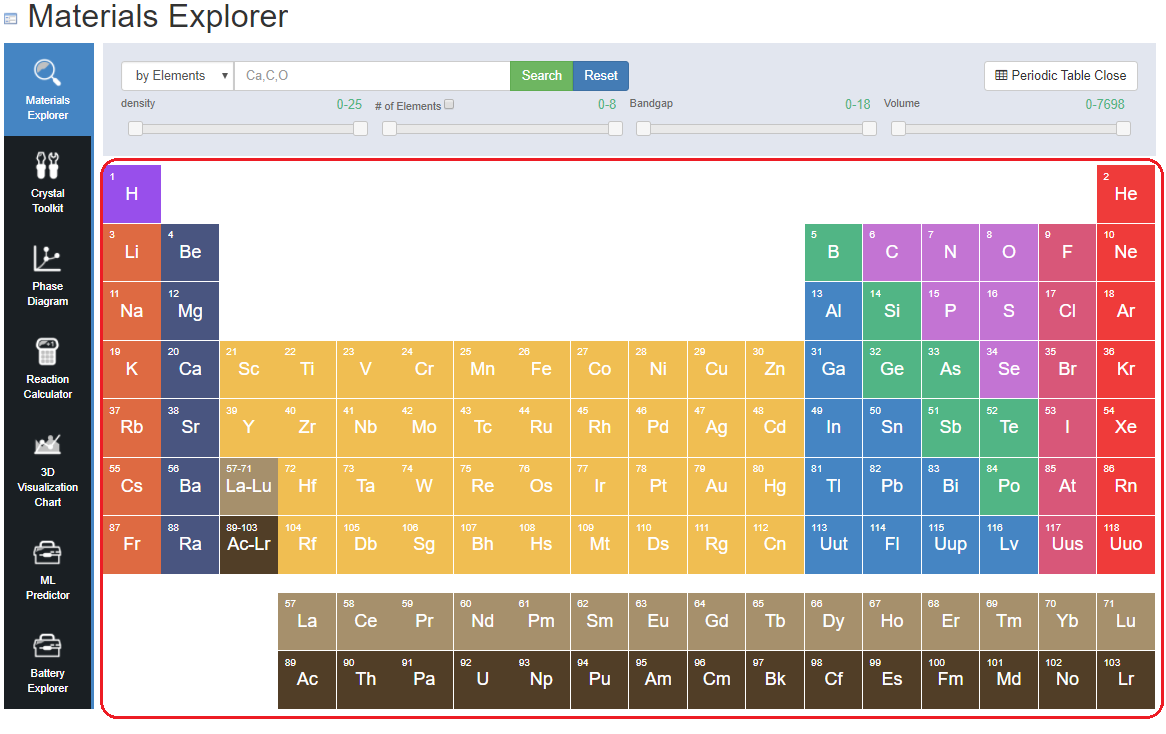 Materials Explorer
Materials
Explorer
Crystal
Toolkit
Phase
Diagram
Reaction
Calculator
3D
Visualization
Chart
ML
Predictor
Battery
Explorer
by Elements Ca,C,O Search Reset Periodic Table Close
density 0-25 # of Elements 0-8 Bandgap 0-18 Volume 0-7698
1 2
H He
3 4 5 6 7 8 9 10
Li Be B C N O F Ne
11 12 13 14 15 16 17 18
Na Mg Al Si P S Cl Ar
19 20 21 22 23 24 25 26 27 28 29 30 31 32 33 34 35 36
K Ca Sc Ti V Cr Mn Fe Co Ni Cu Zn Ga Ge As Se Br Kr
37 38 39 40 41 42 43 44 45 46 47 48 49 50 51 52 53 54
Rb Sr Y Zr Nb Mo Tc Ru Rh Pd Ag Cd In Sn Sb Te I Xe
55 56 57-71 72 73 74 75 76 77 78 79 80 81 82 83 84 85 86
Cs Ba La-Lu Hf Ta W Re Os Ir Pt Au Hg Tl Pb Bi Po At Rn
87 88 89-103 104 105 106 107 108 109 110 111 112 113 114 115 116 117 118
Fr Ra Ac-Lr Rf Db Sg Bh Hs Mt Ds Rg Cn Uut Fl Uup Lv Uus Uuo
57 58 59 60 61 62 63 64 65 66 67 68 69 70 71
La Ce Pr Nd Pm Sm Eu Gd Tb Dy Ho Er Tm Yb Lu
89 90 91 92 93 94 95 96 97 98 99 100 101 102 103
Ac Th Pa U Np Pu Am Cm Bk Cf Es Fm Md No Lr